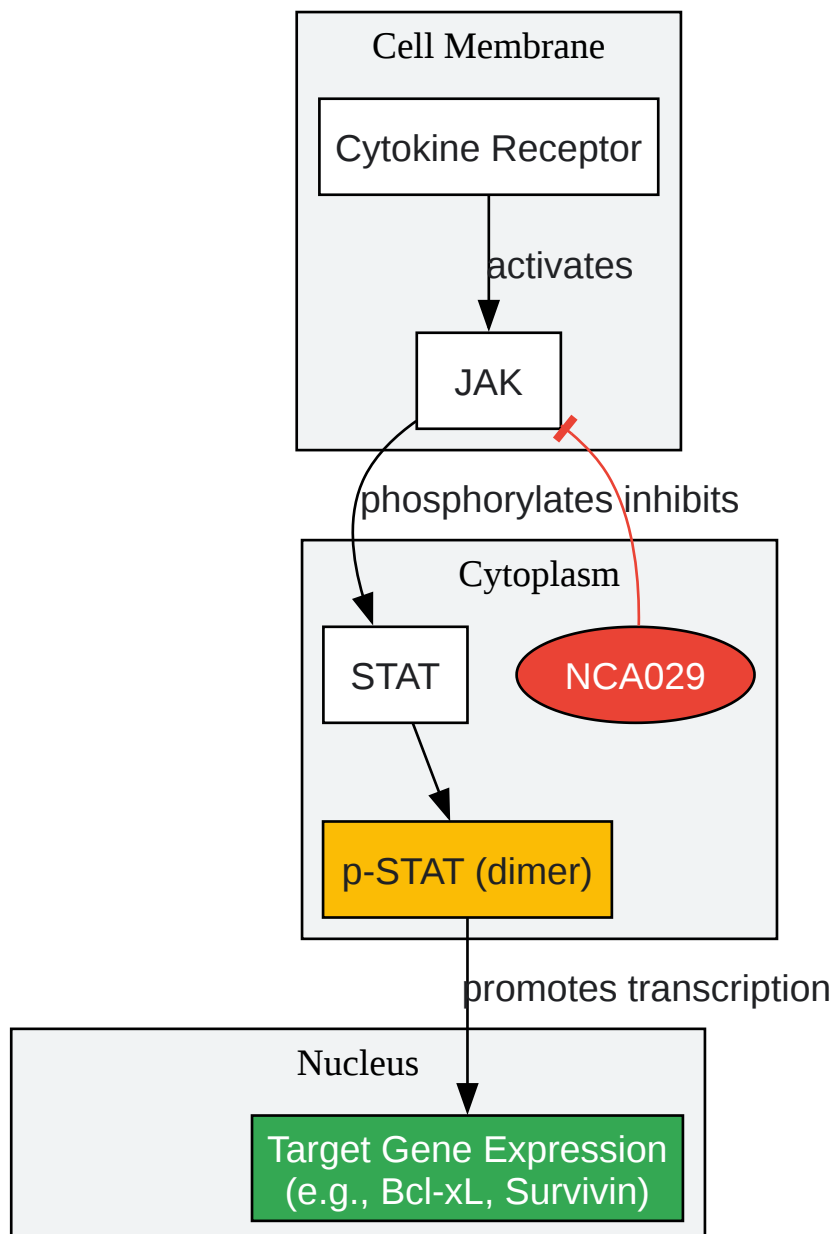 Cell Membrane
Cytokine Receptor
activates
JAK
phosphorylates
inhibits
Cytoplasm
STAT
NCA029
p-STAT (dimer)
promotes transcription
Nucleus
Target Gene Expression
(e.g., Bcl-xL, Survivin)